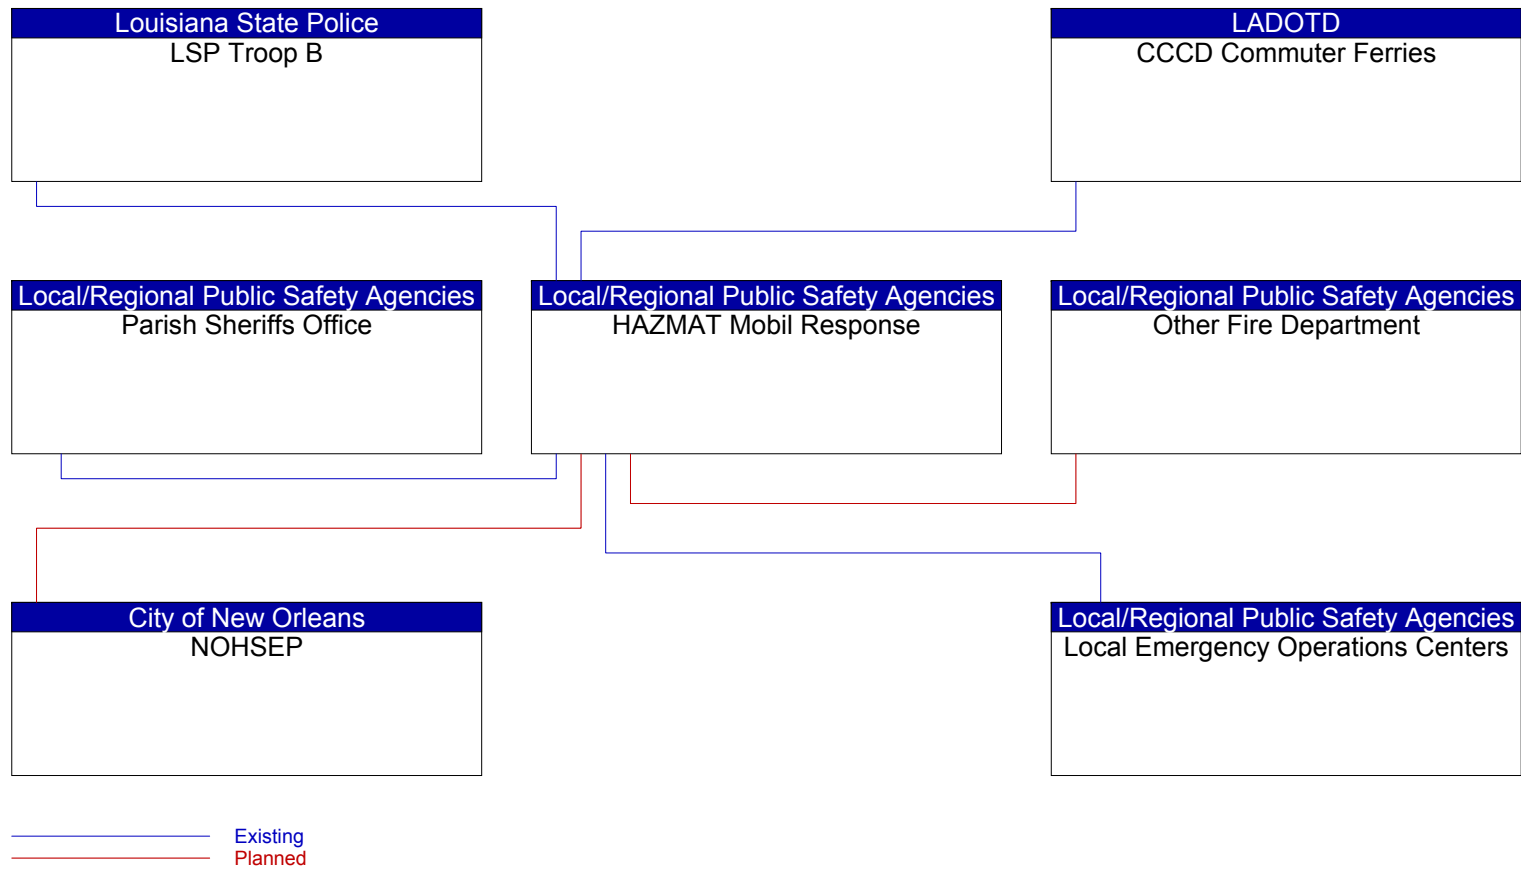 Louisiana State Police
LSP Troop B
LADOTD
CCCD Commuter Ferries
Local/Regional Public Safety Agencies
Parish Sheriffs Office
Local/Regional Public Safety Agencies
HAZMAT Mobil Response
Local/Regional Public Safety Agencies
Other Fire Department
City of New Orleans
NOHSEP
Local/Regional Public Safety Agencies
Local Emergency Operations Centers
Existing
Planned